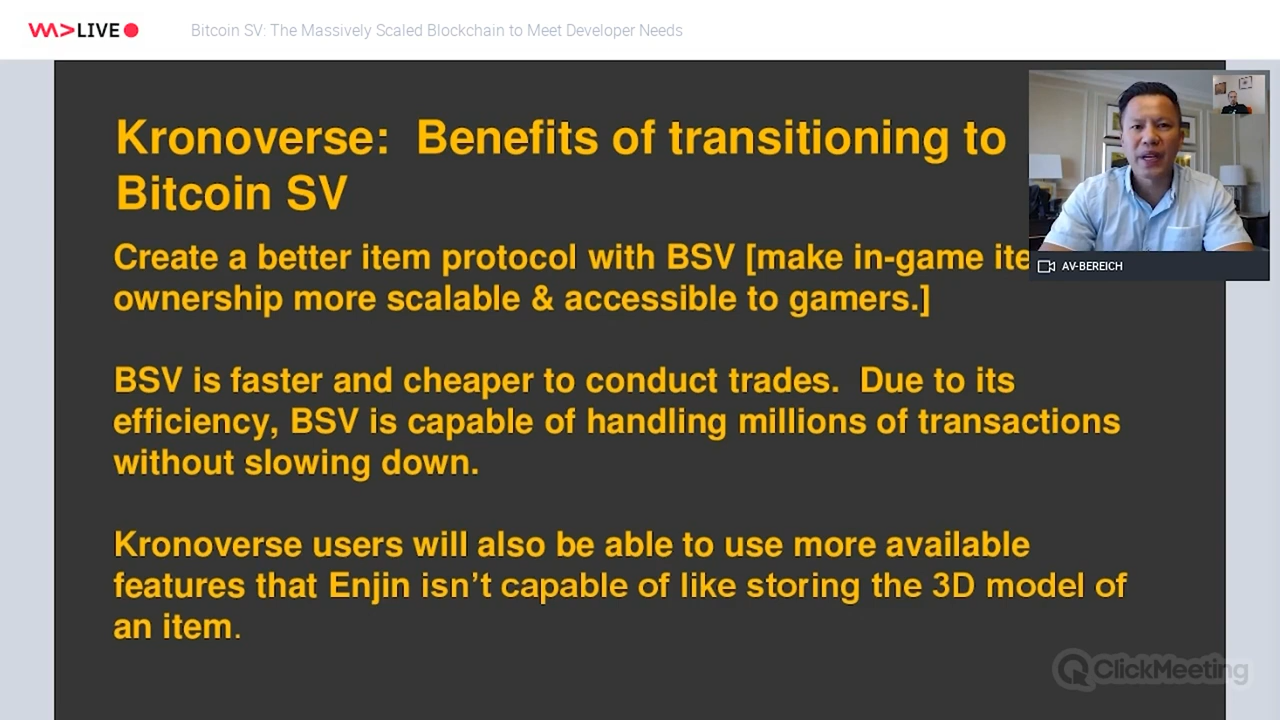 WA>LIVE
Bitcoin SV: The Massively Scaled Blockchain to Meet Developer Needs
Kronoverse: Benefits of transitioning to
Bitcoin SV
Create a better item protocol with BSV [make in-game ite
ownership more scalable & accessible to gamers.]
BSV is faster and cheaper to conduct trades. Due to its
efficiency, BSV is capable of handling millions of transactions
without slowing down.
Kronoverse users will also be able to use more available
features that Enjin isn't capable of like storing the 3D model of
an item.
AV-BEREICH
ClickMeeting